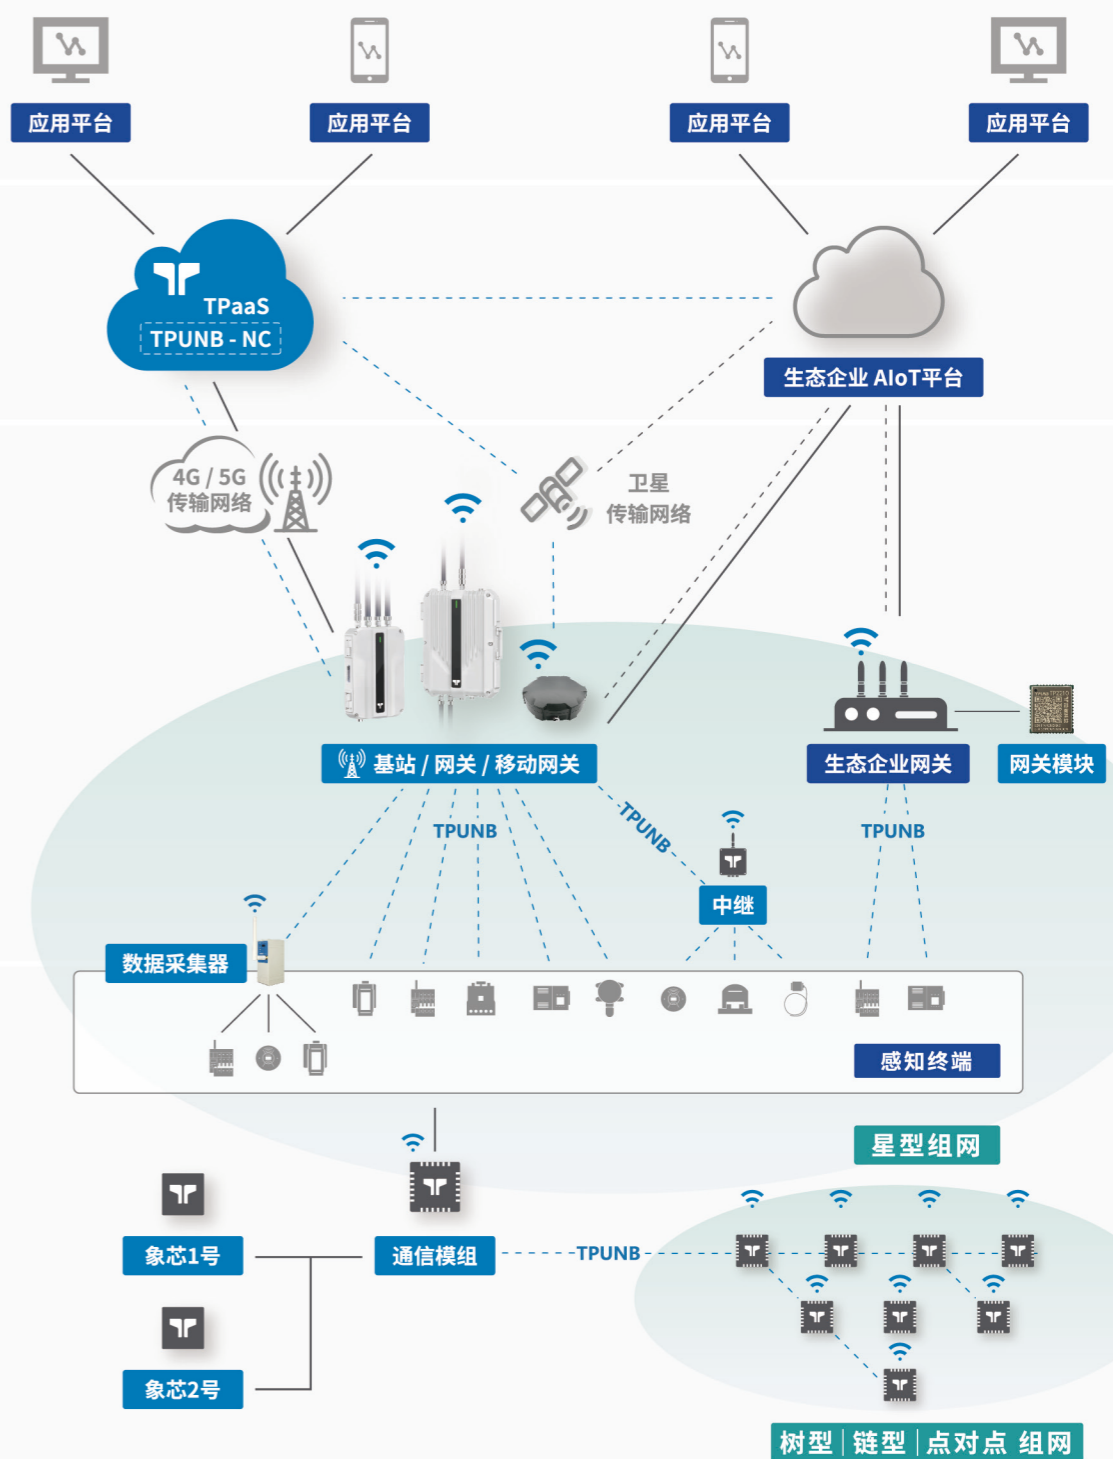 应用平台
应用平台
应用平台
应用平台
TPaaS
TPUNB - NC
生态企业 AIoT平台
4G / 5G
传输网络
卫星
传输网络
基站 / 网关 / 移动网关
生态企业网关
网关模块
TPUNB
TPUNB
TPUNB
中继
数据采集器
感知终端
星型组网
象芯1号
通信模组
TPUNB
象芯2号
树型 | 链型 | 点对点 组网